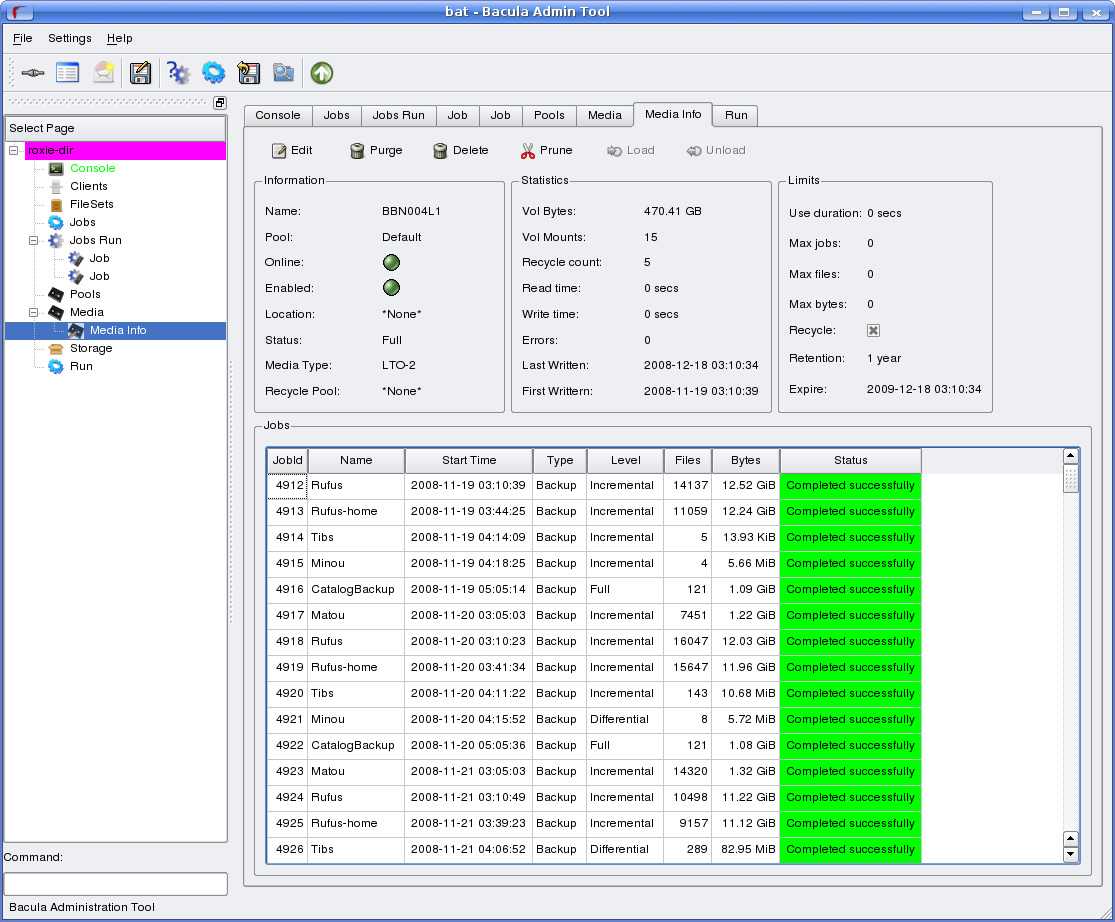 bat - Bacula Admin Tool
File Settings Help
Select Page
roxie-dir
Console
Clients
FileSets
Jobs
Jobs Run
Job
Job
Pools
Media
Media Info
Storage
Run
Command:
Bacula Administration Tool
Console Jobs Jobs Run Job Job Pools Media Media Info Run
Edit Purge Delete Prune Load Unload
Information
Name: BBN004L1
Pool: Default
Online:
Enabled:
Location: *None*
Status: Full
Media Type: LTO-2
Recycle Pool: *None*
Statistics
Vol Bytes: 470.41 GB
Vol Mounts: 15
Recycle count: 5
Read time: 0 secs
Write time: 0 secs
Errors: 0
Last Written: 2008-12-18 03:10:34
First Writtern: 2008-11-19 03:10:39
Limits
Use duration: 0 secs
Max jobs: 0
Max files: 0
Max bytes: 0
Recycle:
Retention: 1 year
Expire: 2009-12-18 03:10:34
Jobs
JobId Name Start Time Type Level Files Bytes Status
4912 Rufus 2008-11-19 03:10:39 Backup Incremental 14137 12.52 GiB Completed successfully
4913 Rufus-home 2008-11-19 03:44:25 Backup Incremental 11059 12.24 GiB Completed successfully
4914 Tibs 2008-11-19 04:14:09 Backup Incremental 5 13.93 KiB Completed successfully
4915 Minou 2008-11-19 04:18:25 Backup Incremental 4 5.66 MiB Completed successfully
4916 CatalogBackup 2008-11-19 05:05:14 Backup Full 121 1.09 GiB Completed successfully
4917 Matou 2008-11-20 03:05:03 Backup Incremental 7451 1.22 GiB Completed successfully
4918 Rufus 2008-11-20 03:10:23 Backup Incremental 16047 12.03 GiB Completed successfully
4919 Rufus-home 2008-11-20 03:41:34 Backup Incremental 15647 11.96 GiB Completed successfully
4920 Tibs 2008-11-20 04:11:22 Backup Incremental 143 10.68 MiB Completed successfully
4921 Minou 2008-11-20 04:15:52 Backup Differential 8 5.72 MiB Completed successfully
4922 CatalogBackup 2008-11-20 05:05:36 Backup Full 121 1.08 GiB Completed successfully
4923 Matou 2008-11-21 03:05:03 Backup Incremental 14320 1.32 GiB Completed successfully
4924 Rufus 2008-11-21 03:10:49 Backup Incremental 10498 11.22 GiB Completed successfully
4925 Rufus-home 2008-11-21 03:39:23 Backup Incremental 9157 11.12 GiB Completed successfully
4926 Tibs 2008-11-21 04:06:52 Backup Differential 289 82.95 MiB Completed successfully